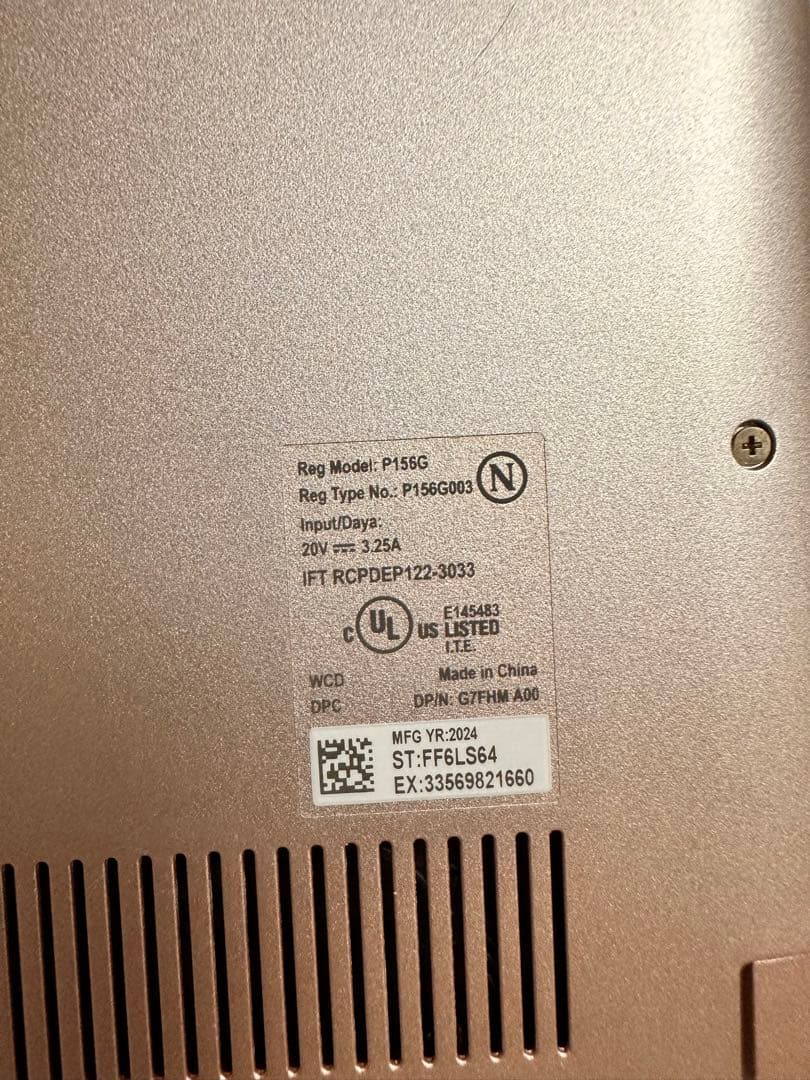 Reg Model: P156G
Reg Type No.: P156G003
N
Input/Daya:
20V ⎓ 3.25A
IFT RCPDEP122-3033
c UL US LISTED
E145483
I.T.E.
WCD
Made in China
DPC
DP/N: G7FHM A00
MFG YR:2024
ST:FF6LS64
EX:33569821660